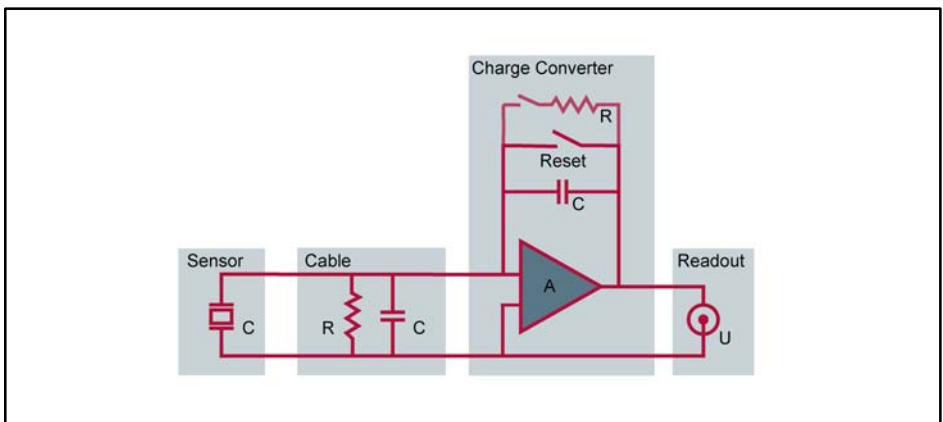 Charge Converter
R
Reset
C
Sensor
Cable
A
Readout
C
R
C
U